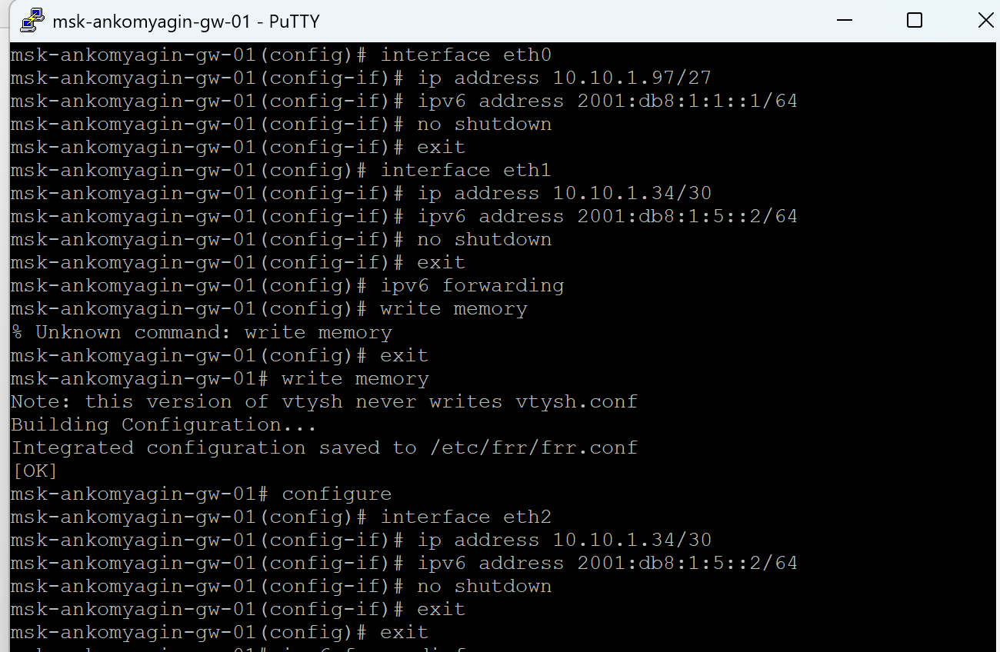 msk-ankomyagin-gw-01 - PuTTY
msk-ankomyagin-gw-01(config)# interface eth0
msk-ankomyagin-gw-01(config-if)# ip address 10.10.1.97/27
msk-ankomyagin-gw-01(config-if)# ipv6 address 2001:db8:1:1::1/64
msk-ankomyagin-gw-01(config-if)# no shutdown
msk-ankomyagin-gw-01(config-if)# exit
msk-ankomyagin-gw-01(config)# interface eth1
msk-ankomyagin-gw-01(config-if)# ip address 10.10.1.34/30
msk-ankomyagin-gw-01(config-if)# ipv6 address 2001:db8:1:5::2/64
msk-ankomyagin-gw-01(config-if)# no shutdown
msk-ankomyagin-gw-01(config-if)# exit
msk-ankomyagin-gw-01(config)# ipv6 forwarding
msk-ankomyagin-gw-01(config)# write memory
% Unknown command: write memory
msk-ankomyagin-gw-01(config)# exit
msk-ankomyagin-gw-01# write memory
Note: this version of vtysh never writes vtysh.conf
Building Configuration...
Integrated configuration saved to /etc/frr/frr.conf
[OK]
msk-ankomyagin-gw-01# configure
msk-ankomyagin-gw-01(config)# interface eth2
msk-ankomyagin-gw-01(config-if)# ip address 10.10.1.34/30
msk-ankomyagin-gw-01(config-if)# ipv6 address 2001:db8:1:5::2/64
msk-ankomyagin-gw-01(config-if)# no shutdown
msk-ankomyagin-gw-01(config-if)# exit
msk-ankomyagin-gw-01(config)# exit